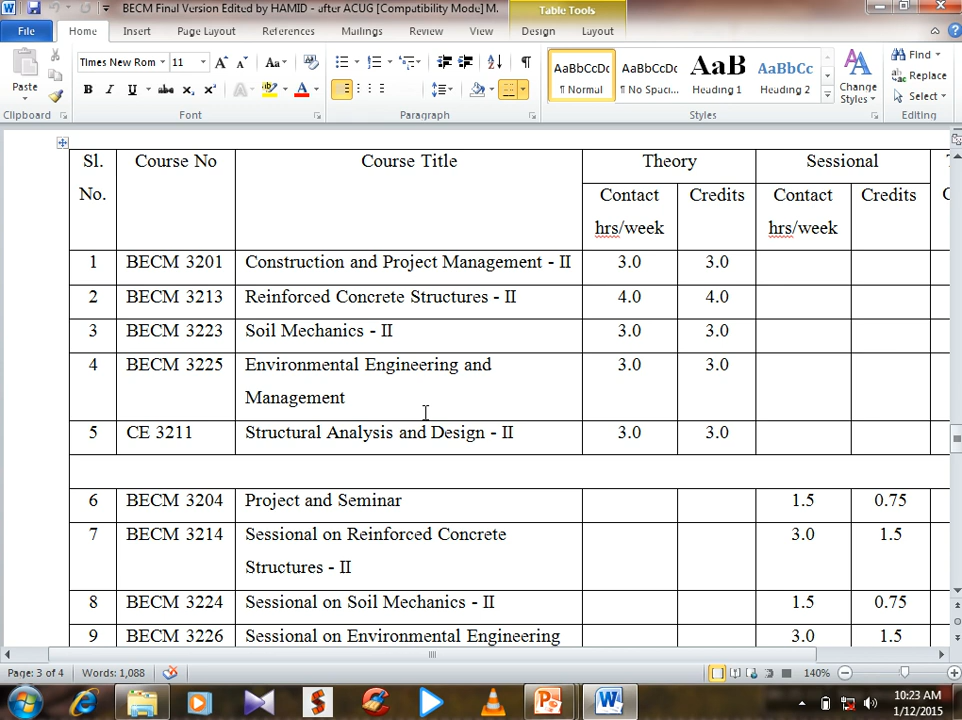 BECM Final Version Edited by HAMID - after ACUG [Compatibility Mode] M.
Table Tools
File Home Insert Page Layout References Mailings Review View Design Layout
Times New Rom 11 Aa
Paste
B I U abc x₂ x² A A
Clipboard Font Paragraph Styles Editing
AaBbCcDc AaBbCcDc AaB AaBbCc
¶ Normal ¶ No Spaci... Heading 1 Heading 2 Change Styles
Find
Replace
Select
Sl. No. Course No Course Title Theory Sessional
Contact hrs/week Credits Contact hrs/week Credits
1 BECM 3201 Construction and Project Management - II 3.0 3.0
2 BECM 3213 Reinforced Concrete Structures - II 4.0 4.0
3 BECM 3223 Soil Mechanics - II 3.0 3.0
4 BECM 3225 Environmental Engineering and 3.0 3.0
Management
5 CE 3211 Structural Analysis and Design - II 3.0 3.0
6 BECM 3204 Project and Seminar 1.5 0.75
7 BECM 3214 Sessional on Reinforced Concrete 3.0 1.5
Structures - II
8 BECM 3224 Sessional on Soil Mechanics - II 1.5 0.75
9 BECM 3226 Sessional on Environmental Engineering 3.0 1.5
Page: 3 of 4 Words: 1,088 140%
10:23 AM
1/12/2015